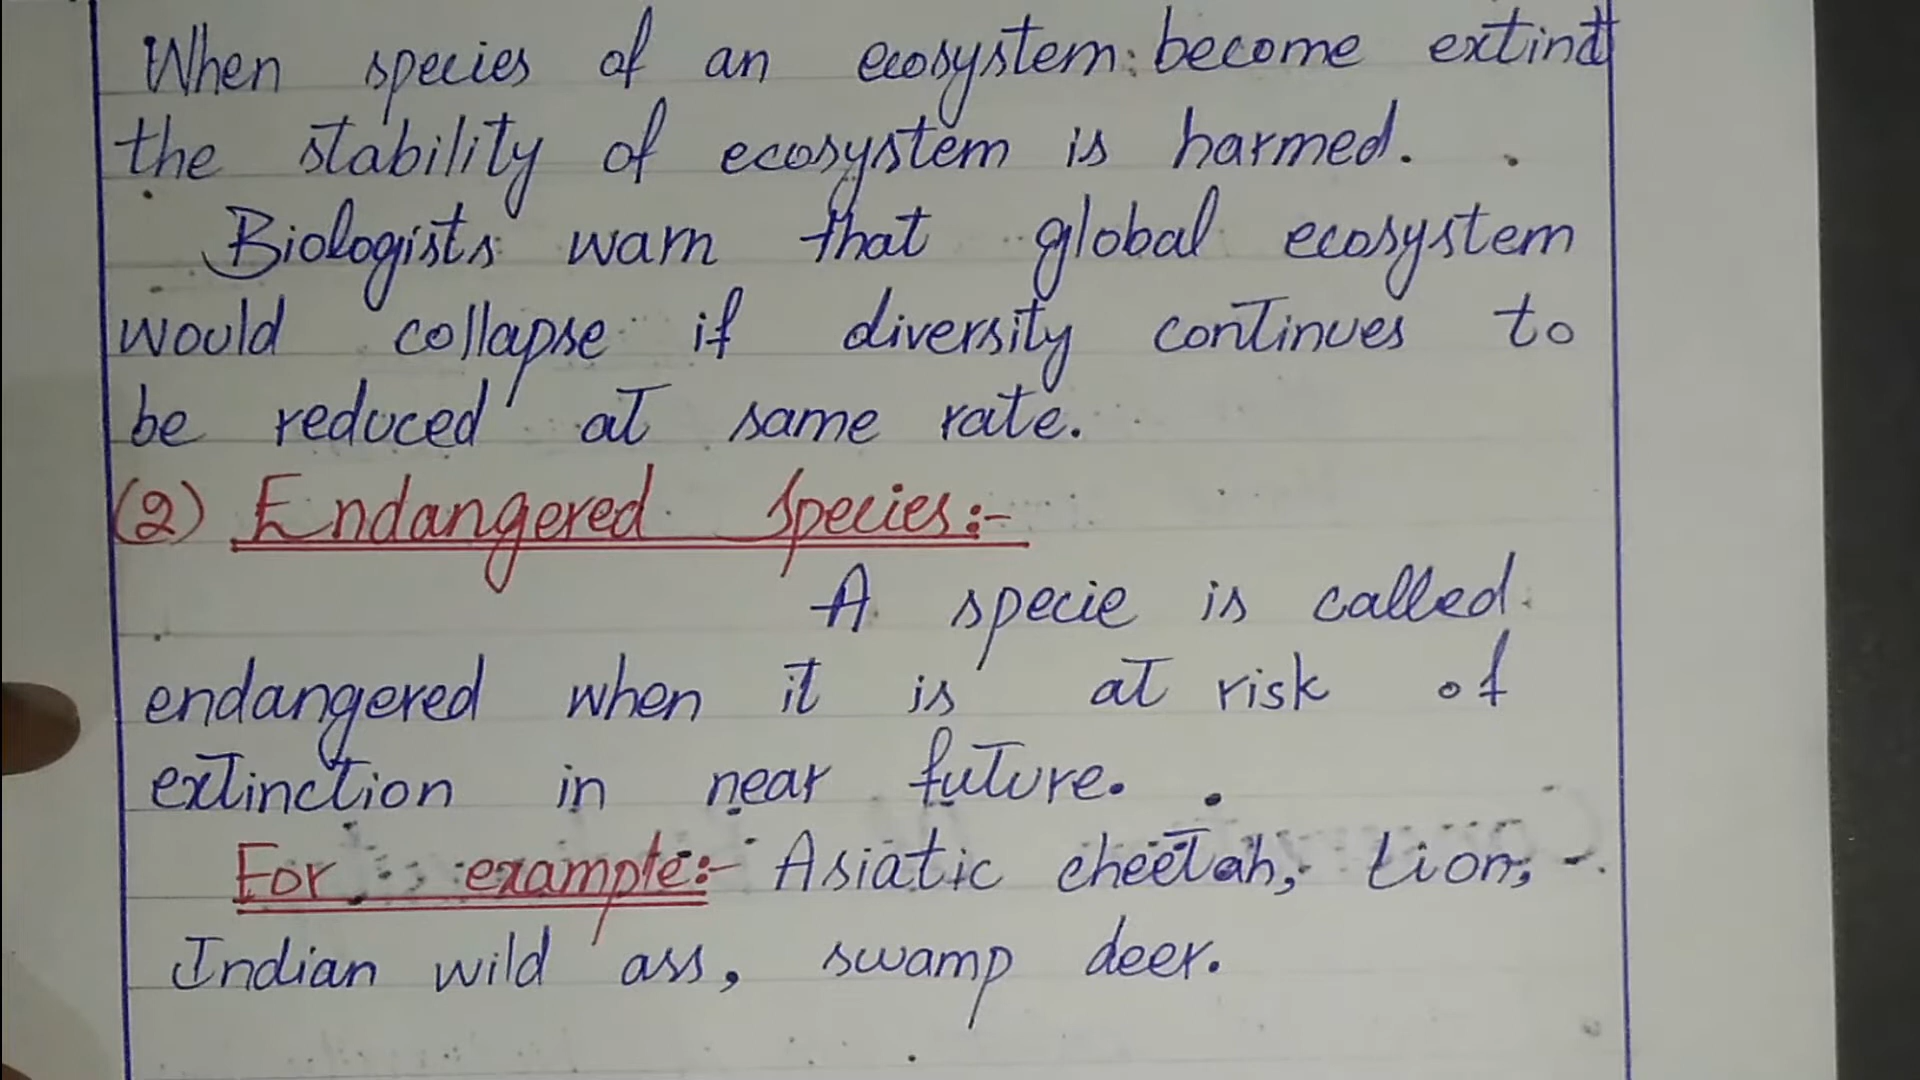 When species of an ecosystem become extinct
the stability of ecosystem is harmed.
Biologists warn that global ecosystem
would collapse if diversity continues to
be reduced at same rate.
(2) Endangered Species:-
A specie is called
endangered when it is at risk of
extinction in near future.
For example:- Asiatic cheetah, Lion,
Indian wild ass, swamp deer.